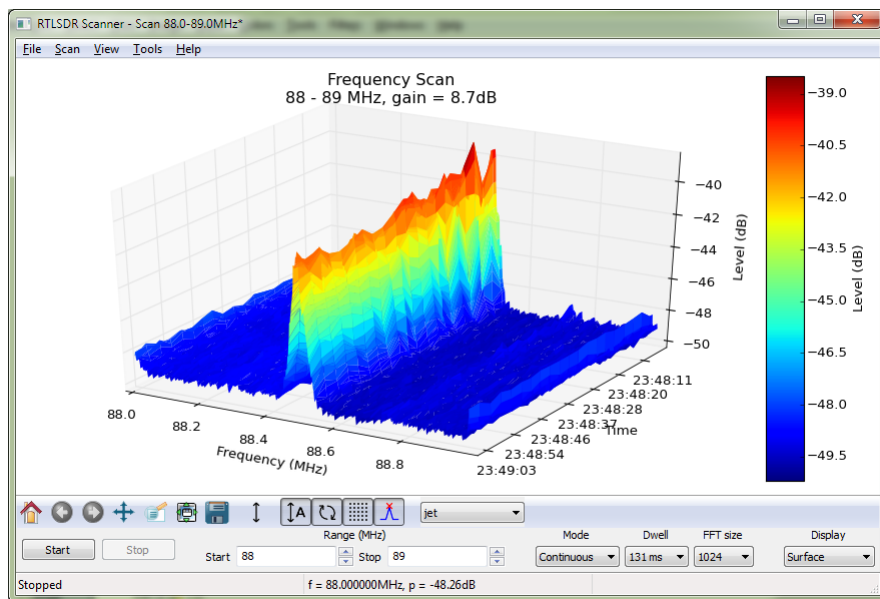 RTLSDR Scanner - Scan 88.0-89.0MHz*
File Scan View Tools Help
Frequency Scan
88 - 89 MHz, gain = 8.7dB
−40
−42
−44
−46
−48
−50
Level (dB)
88.0
88.2
88.4
88.6
88.8
Frequency (MHz)
23:48:11
23:48:20
23:48:28
23:48:37
23:48:46
23:48:54
23:49:03
Time
−39.0
−40.5
−42.0
−43.5
−45.0
−46.5
−48.0
−49.5
Level (dB)
A
jet
Range (MHz) Mode Dwell FFT size Display
Start Stop Start 88 Stop 89 Continuous 131 ms 1024 Surface
Stopped f = 88.000000MHz, p = -48.26dB